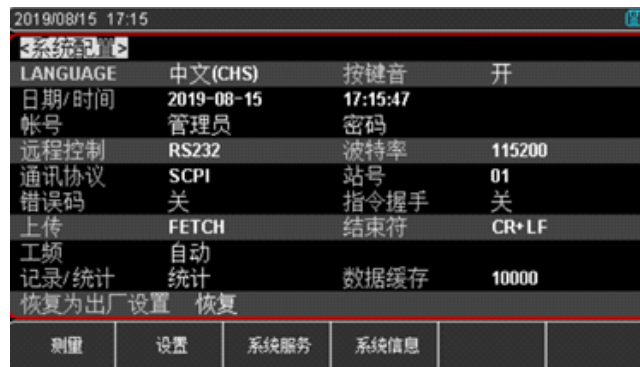 2019/08/15 17:15
<系统配置>
LANGUAGE 中文(CHS) 按键音 开
日期/时间 2019-08-15 17:15:47
帐号 管理员 密码
远程控制 RS232 波特率 115200
通讯协议 SCPI 站号 01
错误码 关 指令握手 关
上传 FETCH 结束符 CR+LF
工频 自动
记录/统计 统计 数据缓存 10000
恢复为出厂设置 恢复
测量 设置 系统服务 系统信息